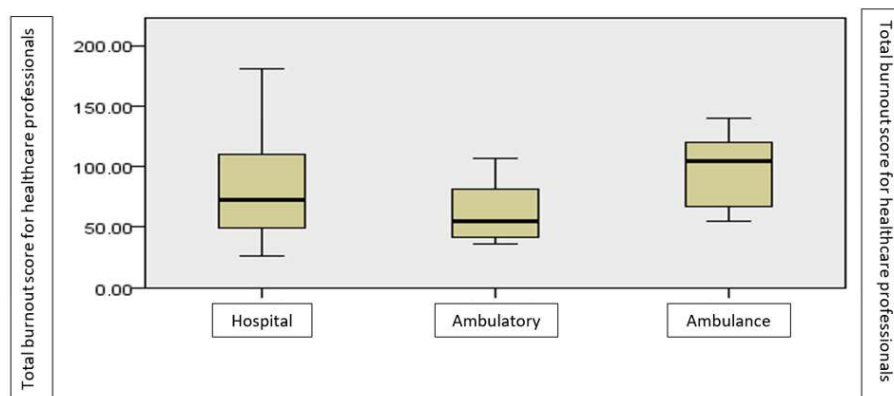 Total burnout score for healthcare professionals
200.00
150.00
100.00
50.00
0.00
Hospital
Ambulatory
Ambulance
Total burnout score for healthcare professionals